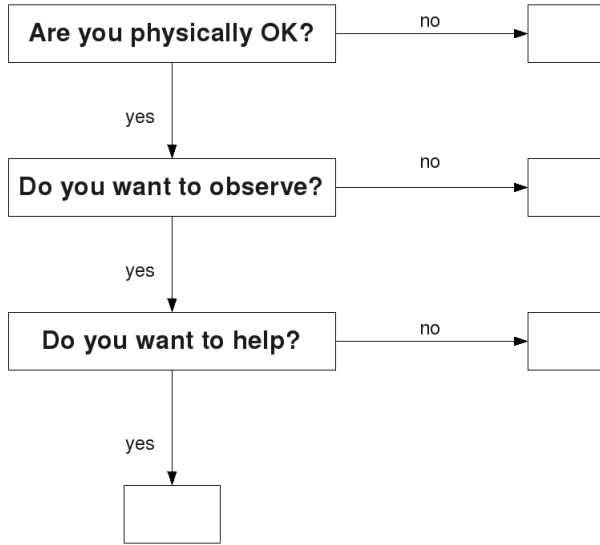 Are you physically OK?
no
yes
Do you want to observe?
no
yes
Do you want to help?
no
yes